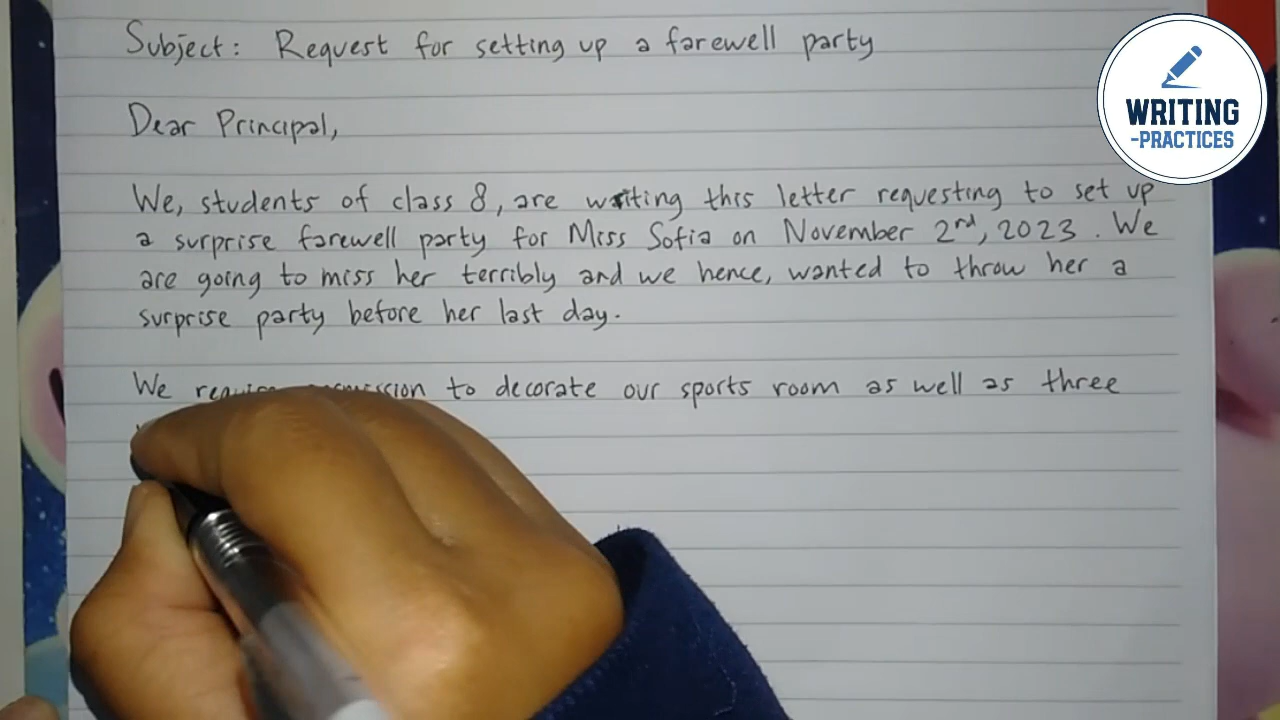 Subject: Request for setting up a farewell party
WRITING
-PRACTICES
Dear Principal,
We, students of class 8, are writing this letter requesting to set up
a surprise farewell party for Miss Sofia on November 2nd, 2023. We
are going to miss her terribly and we hence, wanted to throw her a
surprise party before her last day.
We to decorate our sports room as well as three